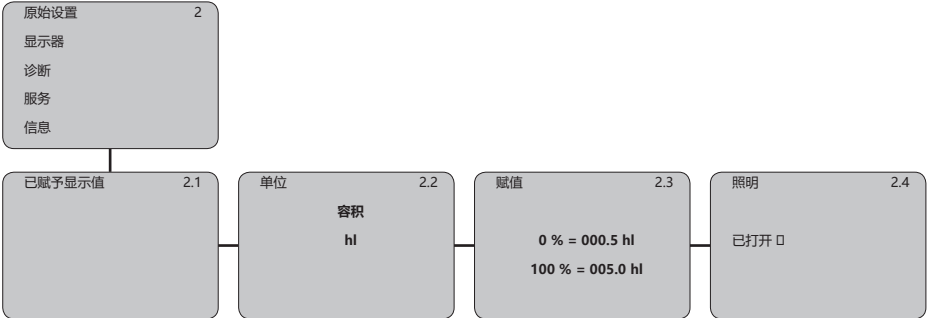 原始设置 2
显示器
诊断
服务
信息
已赋予显示值 2.1
单位 2.2
容积
hl
赋值 2.3
0 % = 000.5 hl
100 % = 005.0 hl
照明 2.4
已打开 ▯